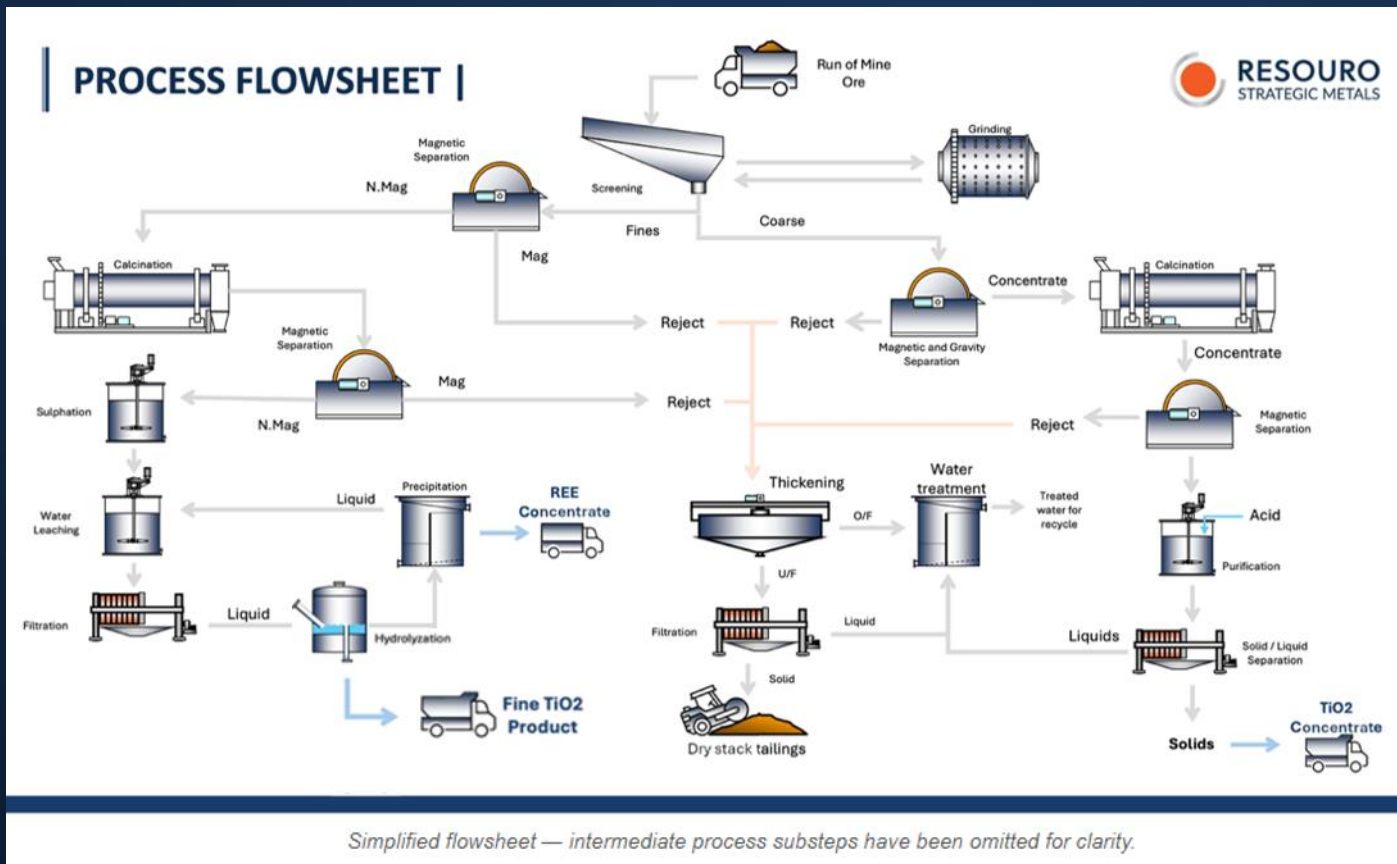 PROCESS FLOWSHEET |
RESOURO
STRATEGIC METALS
Run of Mine
Ore
Grinding
Screening
Magnetic
Separation
N.Mag
Fines
Coarse
Mag
Calcination
Magnetic
Separation
Mag
N.Mag
Reject
Reject
Reject
Magnetic and Gravity
Separation
Concentrate
Calcination
Concentrate
Magnetic
Separation
Reject
Sulphation
Water
Leaching
Liquid
Precipitation
REE
Concentrate
Filtration
Liquid
Hydrolyzation
Fine TiO2
Product
Thickening
O/F
Water
treatment
Treated
water for
recycle
U/F
Filtration
Liquid
Solid
Dry stack tailings
Acid
Purification
Liquids
Solid / Liquid
Separation
Solids
TiO2
Concentrate
Simplified flowsheet — intermediate process substeps have been omitted for clarity.